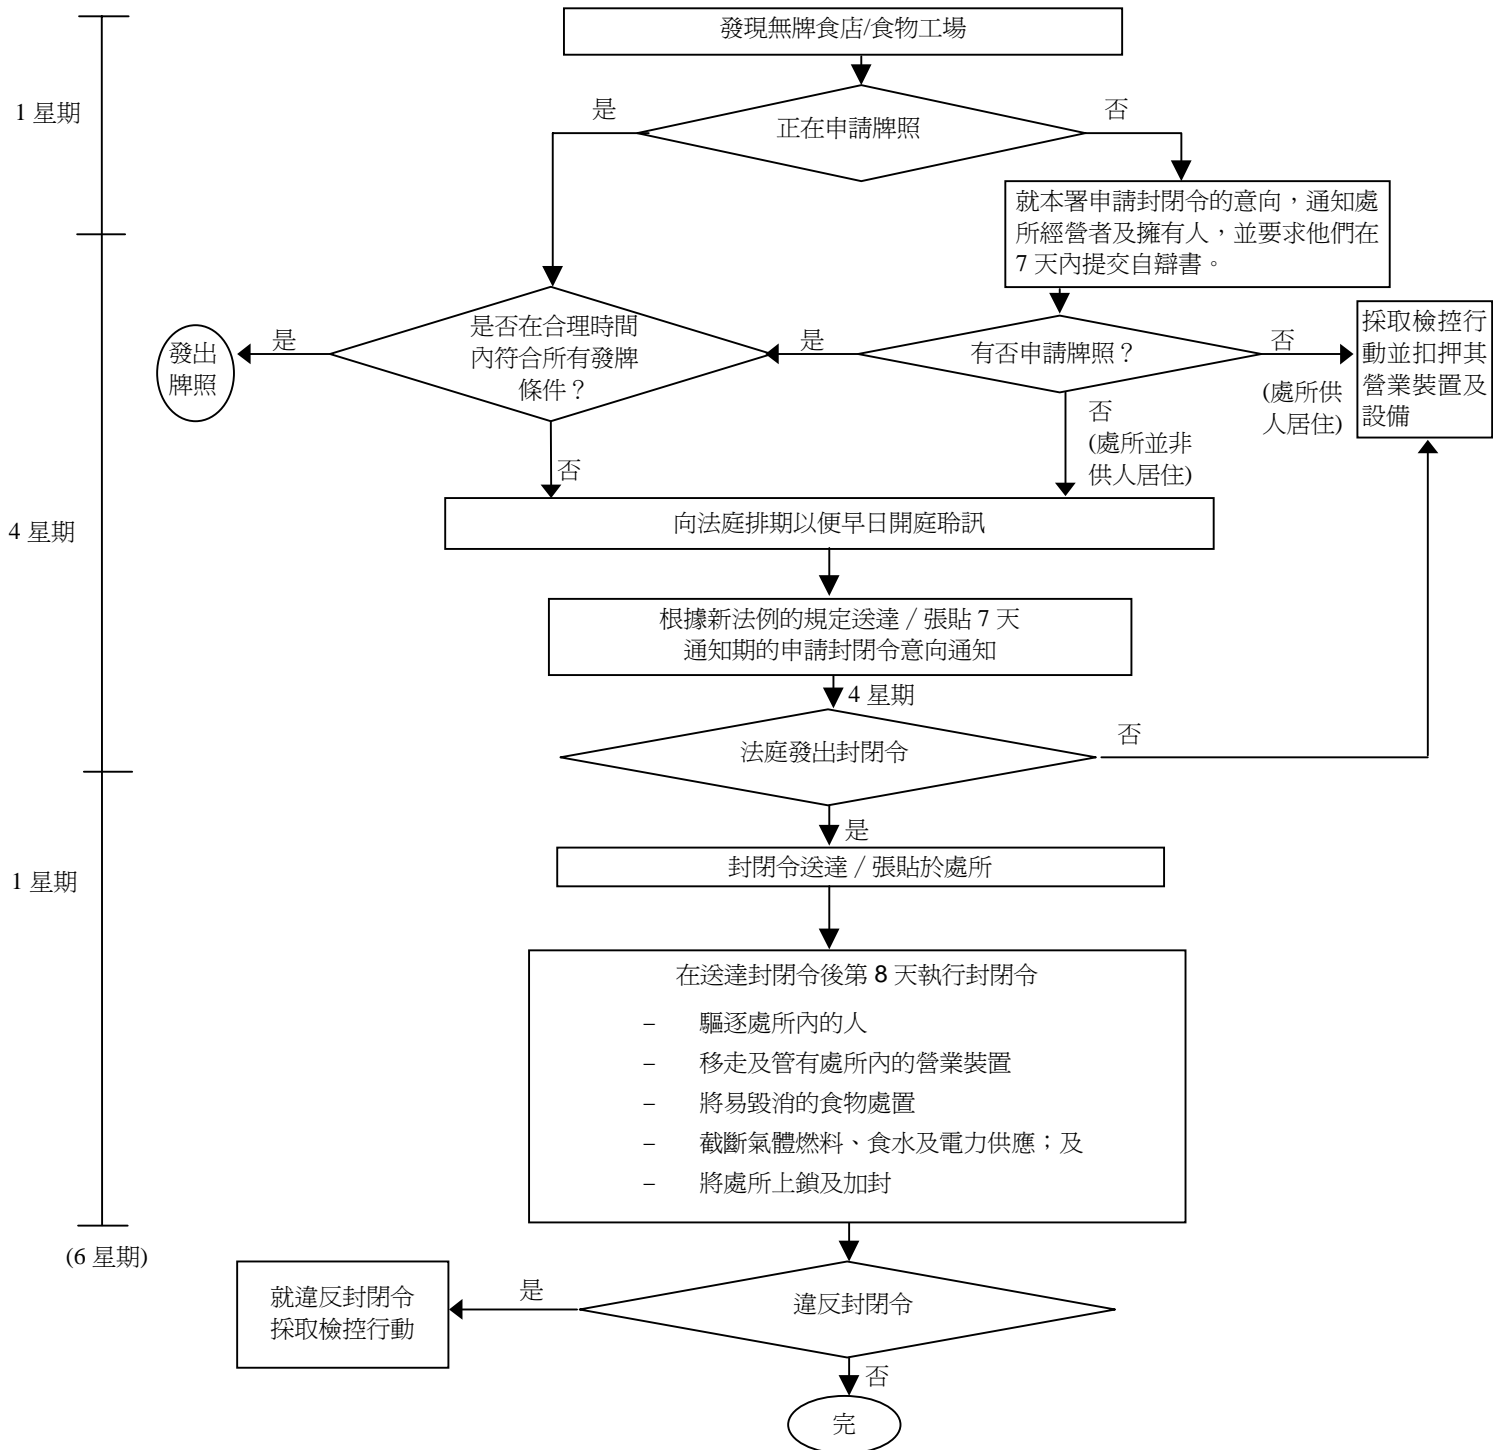 發現無牌食店/食物工場
1 星期
是
否
正在申請牌照
就本署申請封閉令的意向，通知處
所經營者及擁有人，並要求他們在
7 天內提交自辯書。
發出
牌照
是
是否在合理時間
內符合所有發牌
條件？
是
有否申請牌照？
否
(處所供
人居住)
採取檢控行
動並扣押其
營業裝置及
設備
否
否
(處所並非
供人居住)
4 星期
向法庭排期以便早日開庭聆訊
根據新法例的規定送達／張貼 7 天
通知期的申請封閉令意向通知
4 星期
法庭發出封閉令
否
是
1 星期
封閉令送達／張貼於處所
在送達封閉令後第 8 天執行封閉令
– 驅逐處所內的人
– 移走及管有處所內的營業裝置
– 將易毀消的食物處置
– 截斷氣體燃料、食水及電力供應；及
– 將處所上鎖及加封
(6 星期)
就違反封閉令
採取檢控行動
是
違反封閉令
否
完